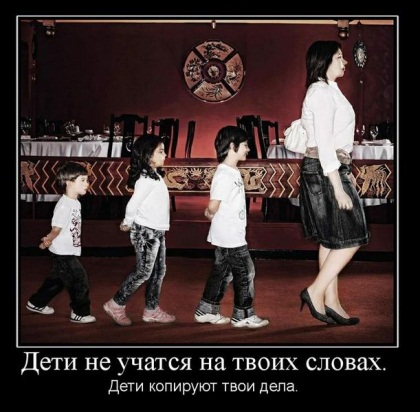 Дети не учатся на твоих словах.
Дети копируют твои дела.